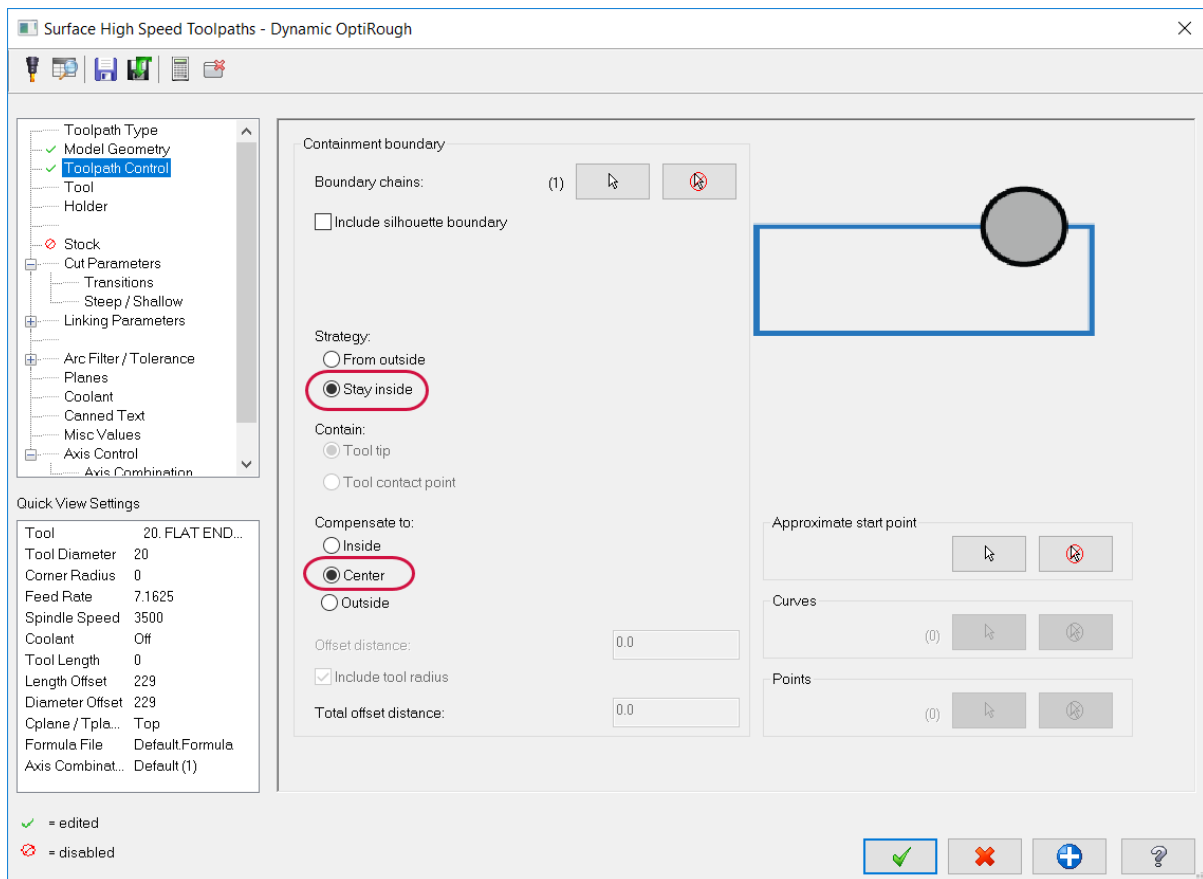 Surface High Speed Toolpaths - Dynamic OptiRough
Toolpath Type
Model Geometry
Toolpath Control
Tool
Holder
Stock
Cut Parameters
Transitions
Steep / Shallow
Linking Parameters
Arc Filter / Tolerance
Planes
Coolant
Canned Text
Misc Values
Axis Control
Axis Combination
Quick View Settings
Tool 20. FLAT END...
Tool Diameter 20
Corner Radius 0
Feed Rate 7.1625
Spindle Speed 3500
Coolant Off
Tool Length 0
Length Offset 229
Diameter Offset 229
Cplane / Tpla... Top
Formula File Default.Formula
Axis Combinat... Default (1)
= edited
= disabled
Containment boundary
Boundary chains: (1)
Include silhouette boundary
Strategy:
From outside
Stay inside
Contain:
Tool tip
Tool contact point
Compensate to:
Inside
Center
Outside
Offset distance: 0.0
Include tool radius
Total offset distance: 0.0
Approximate start point
Curves
(0)
Points
(0)